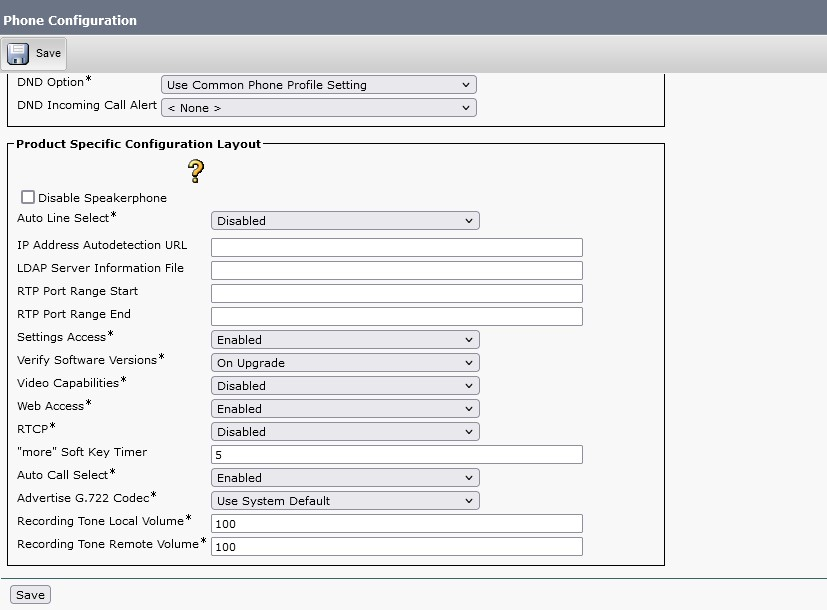 Phone Configuration
Save
DND Option* Use Common Phone Profile Setting
DND Incoming Call Alert < None >
Product Specific Configuration Layout
?
Disable Speakerphone
Auto Line Select* Disabled
IP Address Autodetection URL
LDAP Server Information File
RTP Port Range Start
RTP Port Range End
Settings Access* Enabled
Verify Software Versions* On Upgrade
Video Capabilities* Disabled
Web Access* Enabled
RTCP* Disabled
"more" Soft Key Timer 5
Auto Call Select* Enabled
Advertise G.722 Codec* Use System Default
Recording Tone Local Volume* 100
Recording Tone Remote Volume* 100
Save